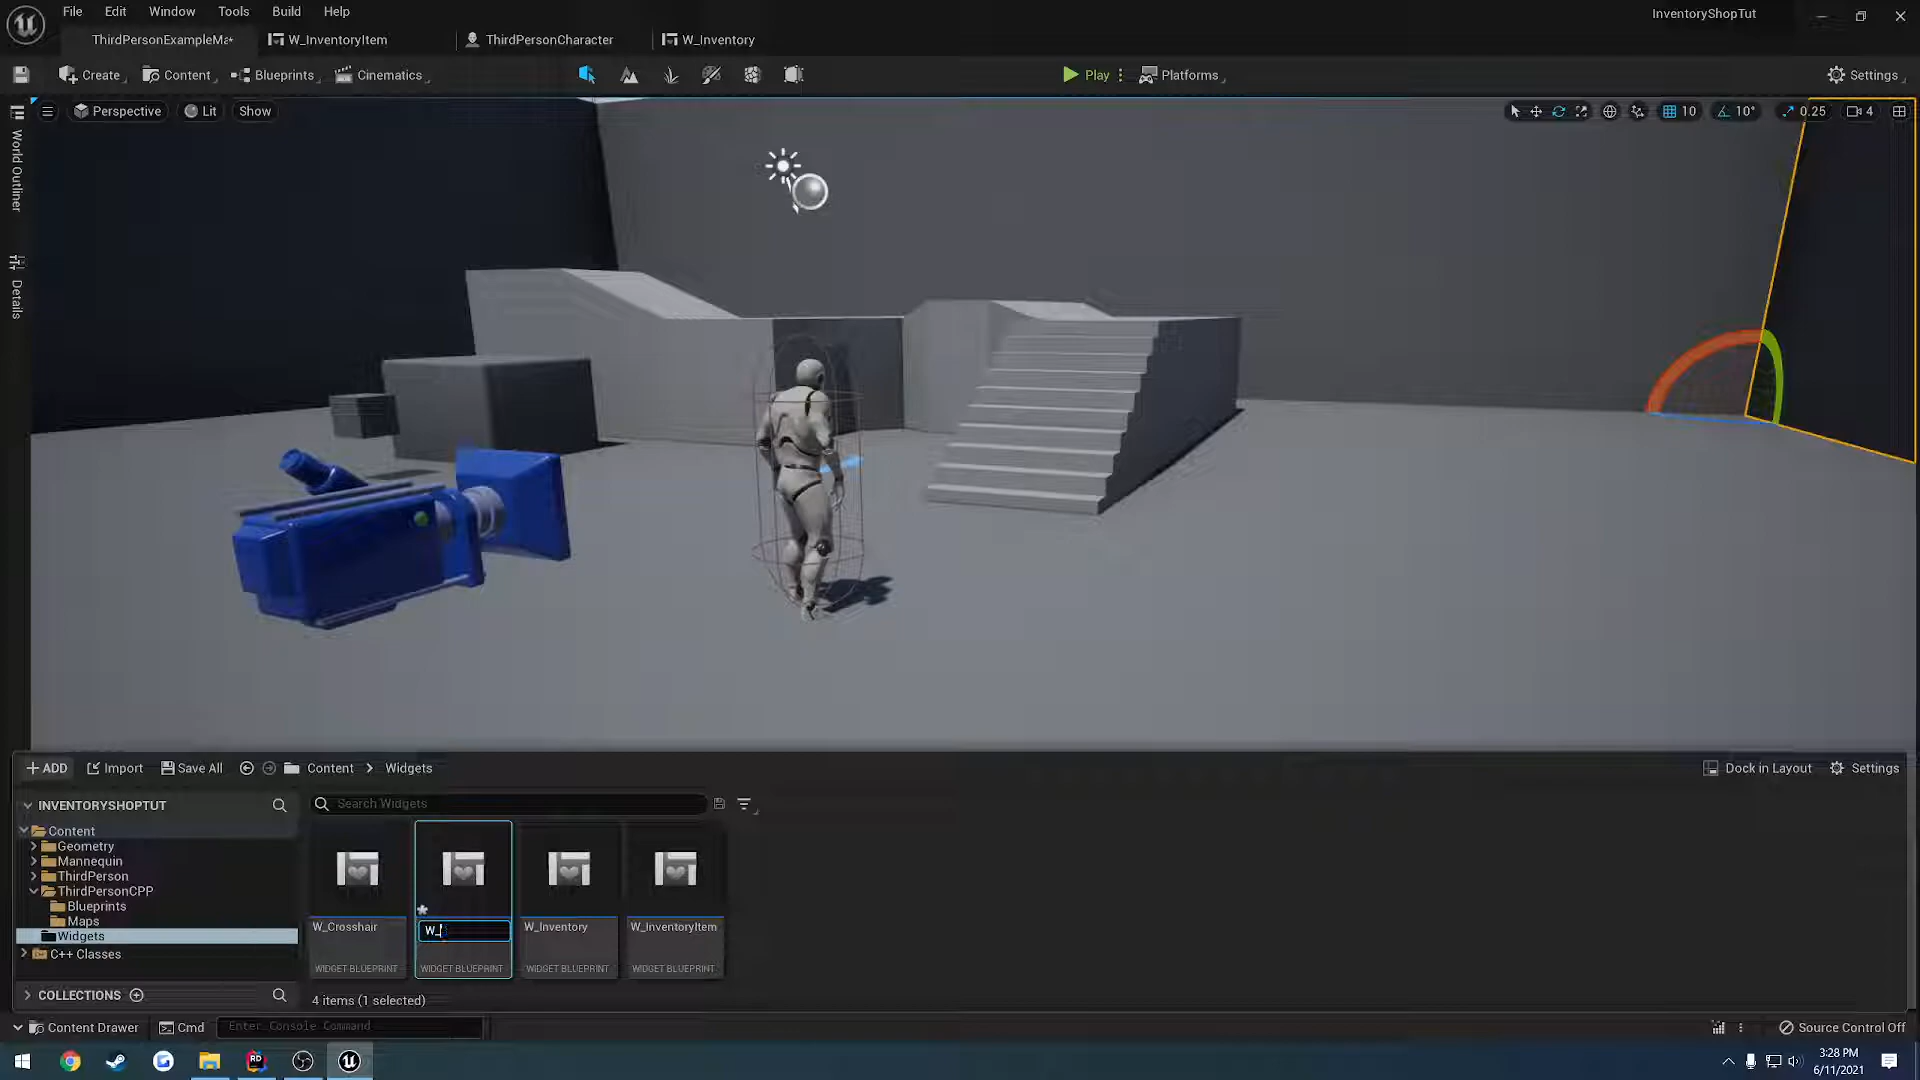 File Edit Window Tools Build Help
InventoryShopTut
ThirdPersonExampleMa*
W_InventoryItem
ThirdPersonCharacter
W_Inventory
Create
Content
Blueprints
Cinematics
Play
Platforms
Settings
Perspective
Lit
Show
10
10°
0.25
4
World Outliner
Details
+ ADD
Import
Save All
Content
Widgets
Dock in Layout
Settings
INVENTORYSHOPTUT
Search Widgets
Content
Geometry
Mannequin
ThirdPerson
ThirdPersonCPP
Blueprints
Maps
Widgets
C++ Classes
W_Crosshair
W_
W_Inventory
W_InventoryItem
WIDGET BLUEPRINT
WIDGET BLUEPRINT
WIDGET BLUEPRINT
WIDGET BLUEPRINT
COLLECTIONS
4 items (1 selected)
Content Drawer
Cmd
Enter Console Command
Source Control Off
RD
3:28 PM
6/11/2021